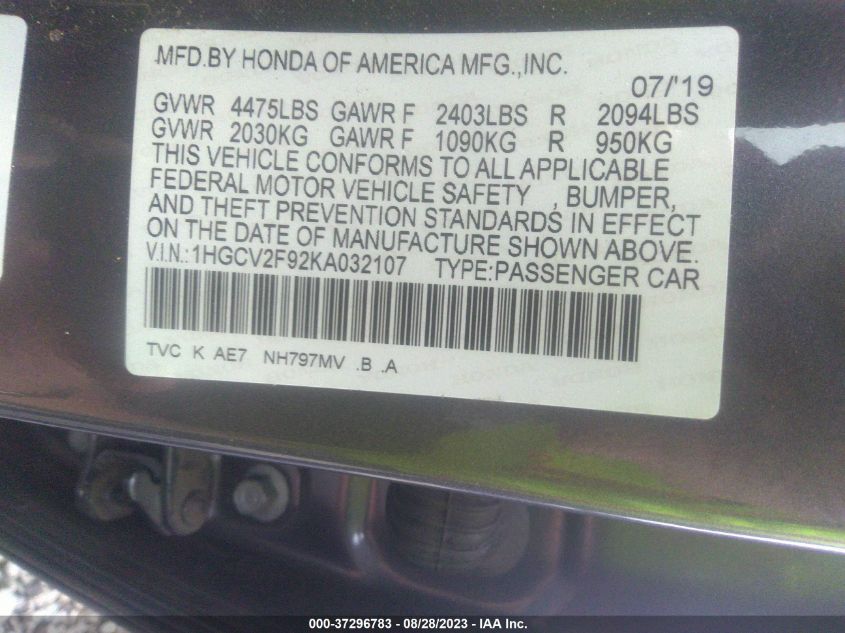 .MFD.BY HONDA OF AMERICA MFG.,INC.
07/'19
GVWR 4475LBS GAWR F 2403LBS R 2094LBS
GVWR 2030KG GAWR F 1090KG R 950KG
THIS VEHICLE CONFORMS TO ALL APPLICABLE
FEDERAL MOTOR VEHICLE SAFETY , BUMPER,
AND THEFT PREVENTION STANDARDS IN EFFECT
ON THE DATE OF MANUFACTURE SHOWN ABOVE.
V.I.N.:1HGCV2F92KA032107 TYPE:PASSENGER CAR
TVC K AE7 NH797MV .B .A
000-37296783 - 08/28/2023 - IAA Inc.